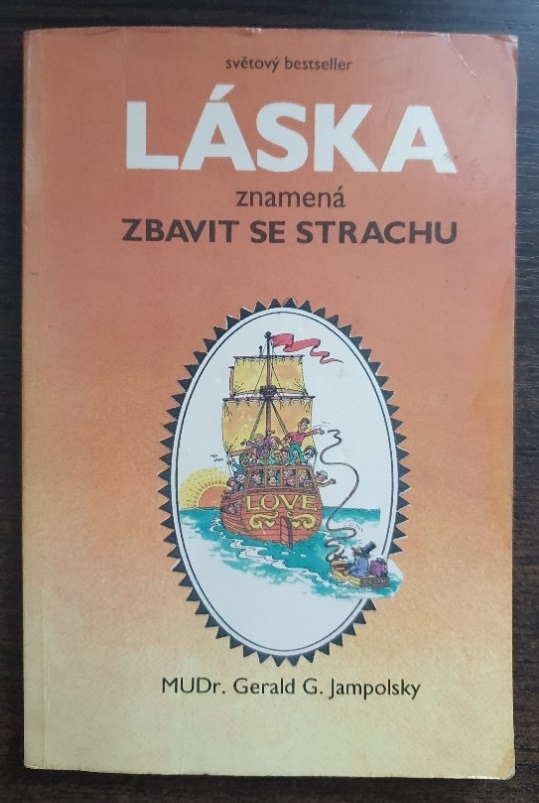 světový bestseller
LÁSKA
znamená
ZBAVIT SE STRACHU
LOVE
MUDr. Gerald G. Jampolsky